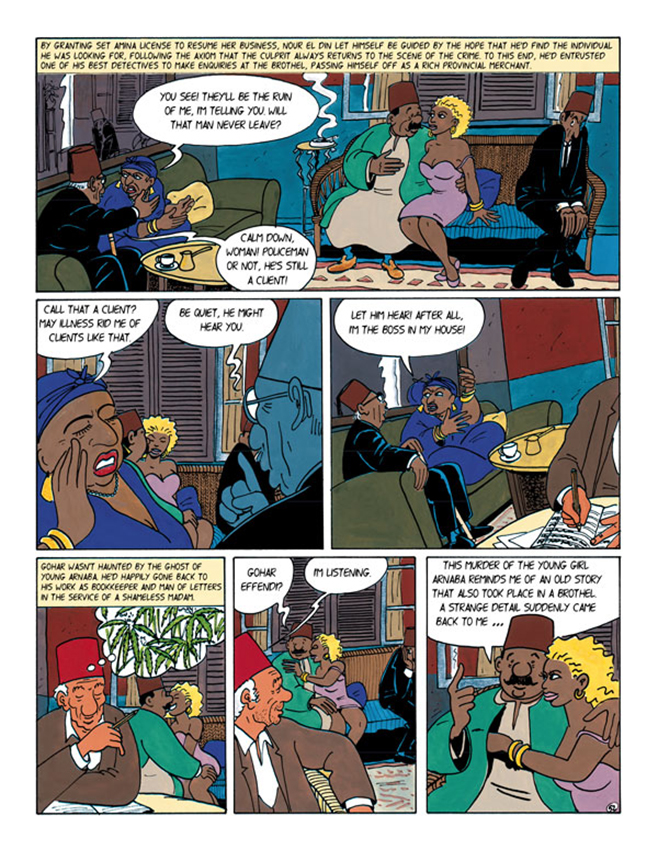 BY GRANTING SET AMINA LICENSE TO RESUME HER BUSINESS, NOUR EL DIN LET HIMSELF BE GUIDED BY THE HOPE THAT HE'D FIND THE INDIVIDUAL
HE WAS LOOKING FOR, FOLLOWING THE AXIOM THAT THE CULPRIT ALWAYS RETURNS TO THE SCENE OF THE CRIME. TO THIS END, HE'D ENTRUSTED
ONE OF HIS BEST DETECTIVES TO MAKE ENQUIRIES AT THE BROTHEL, PASSING HIMSELF OFF AS A RICH PROVINCIAL MERCHANT.
YOU SEE! THEY'LL BE THE RUIN
OF ME, I'M TELLING YOU. WILL
THAT MAN NEVER LEAVE?
CALM DOWN,
WOMAN! POLICEMAN
OR NOT, HE'S STILL
A CLIENT!
CALL THAT A CLIENT?
MAY ILLNESS RID ME OF
CLIENTS LIKE THAT.
BE QUIET, HE MIGHT
HEAR YOU.
LET HIM HEAR! AFTER ALL,
I'M THE BOSS IN MY HOUSE!
GOHAR WASN'T HAUNTED BY THE GHOST OF
YOUNG ARNABA. HE'D HAPPILY GONE BACK TO
HIS WORK AS BOOKKEEPER AND MAN OF LETTERS
IN THE SERVICE OF A SHAMELESS MADAM.
GOHAR
EFFENDI?
I'M LISTENING.
THIS MURDER OF THE YOUNG GIRL
ARNABA REMINDS ME OF AN OLD STORY
THAT ALSO TOOK PLACE IN A BROTHEL.
A STRANGE DETAIL SUDDENLY CAME
BACK TO ME ...